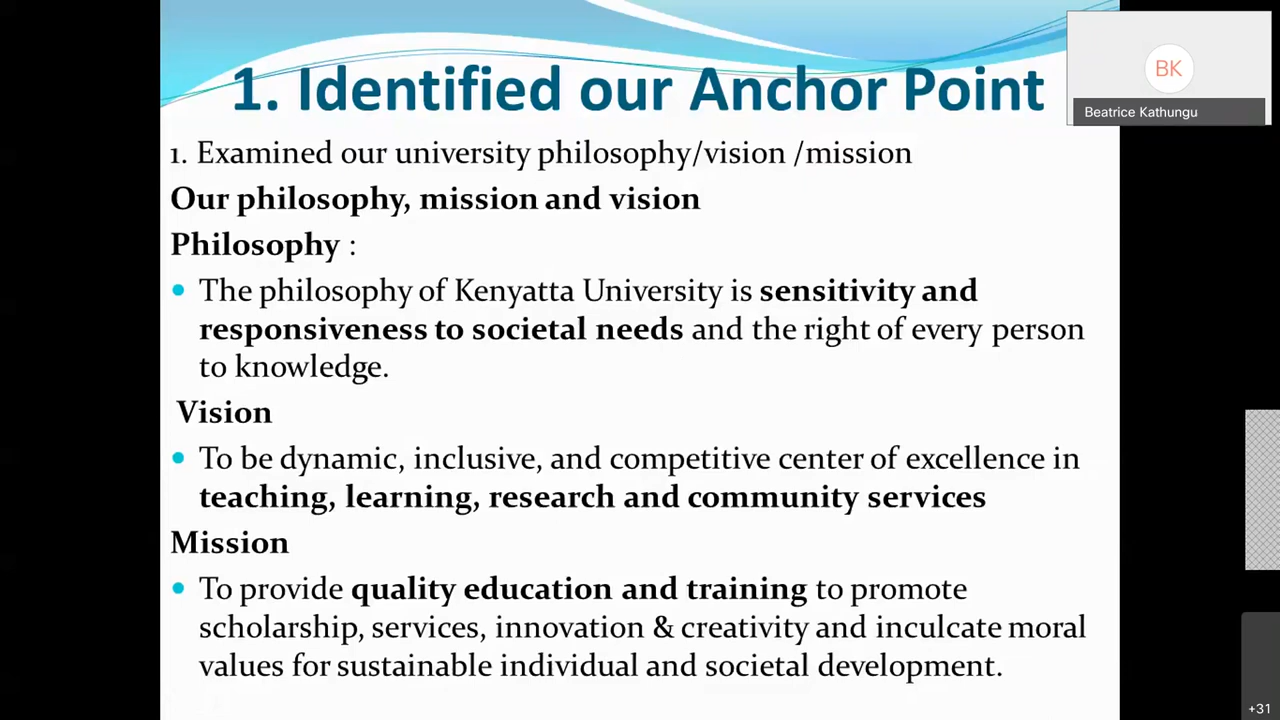 1. Identified our Anchor Point
BK
Beatrice Kathungu
1. Examined our university philosophy/vision /mission
Our philosophy, mission and vision
Philosophy :
• The philosophy of Kenyatta University is sensitivity and
responsiveness to societal needs and the right of every person
to knowledge.
Vision
• To be dynamic, inclusive, and competitive center of excellence in
teaching, learning, research and community services
Mission
• To provide quality education and training to promote
scholarship, services, innovation & creativity and inculcate moral
values for sustainable individual and societal development.
+31